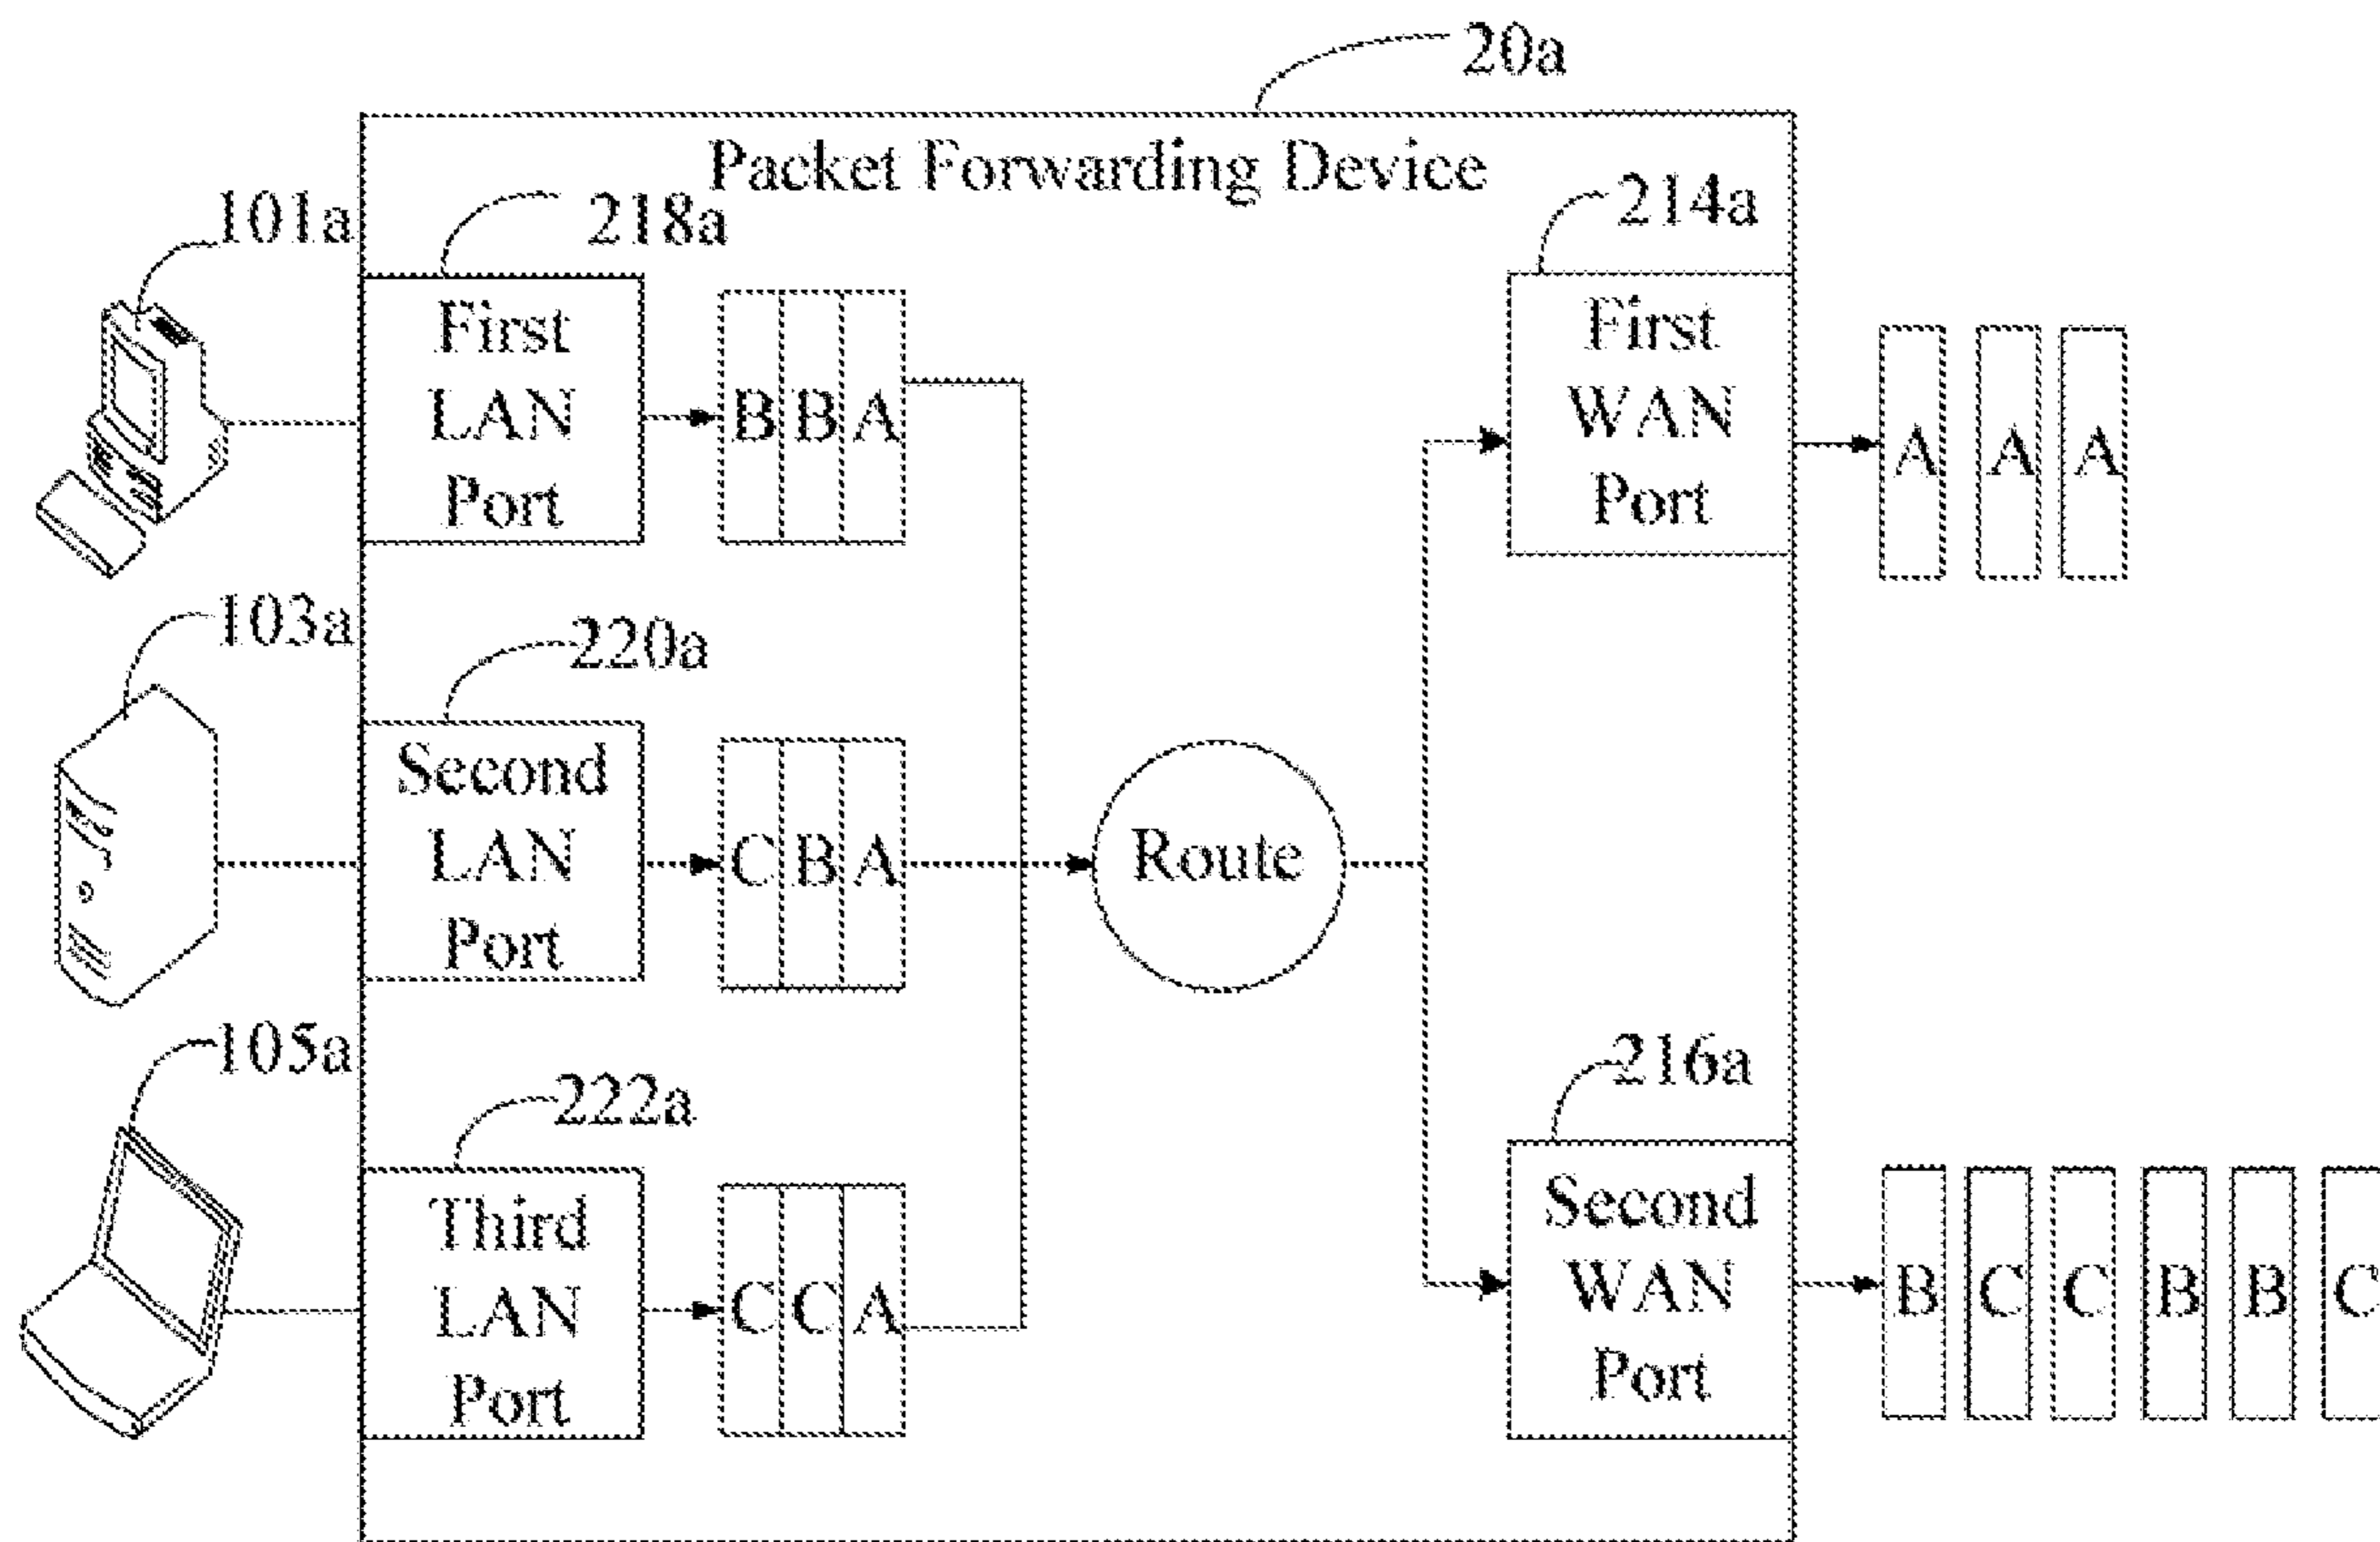 20a
Packet Forwarding Device
101a
218a
214a
First
LAN
Port
B B A
First
WAN
Port
A A A
103a
220a
Second
LAN
Port
C B A
Route
105a
222a
216a
Third
LAN
Port
C C A
Second
WAN
Port
B C C B B C